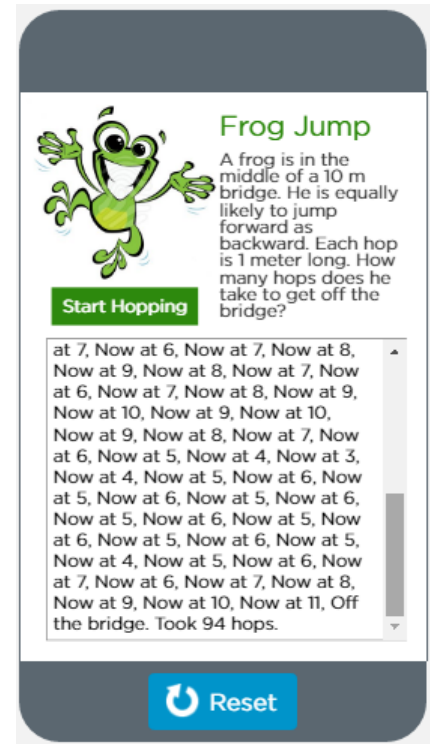 Frog Jump
A frog is in the
middle of a 10 m
bridge. He is equally
likely to jump
forward as
backward. Each hop
is 1 meter long. How
many hops does he
take to get off the
bridge?
Start Hopping
at 7, Now at 6, Now at 7, Now at 8,
Now at 9, Now at 8, Now at 7, Now
at 6, Now at 7, Now at 8, Now at 9,
Now at 10, Now at 9, Now at 10,
Now at 9, Now at 8, Now at 7, Now
at 6, Now at 5, Now at 4, Now at 3,
Now at 4, Now at 5, Now at 6, Now
at 5, Now at 6, Now at 5, Now at 6,
Now at 5, Now at 6, Now at 5, Now
at 6, Now at 5, Now at 6, Now at 5,
Now at 4, Now at 5, Now at 6, Now
at 7, Now at 6, Now at 7, Now at 8,
Now at 9, Now at 10, Now at 11, Off
the bridge. Took 94 hops.
Reset